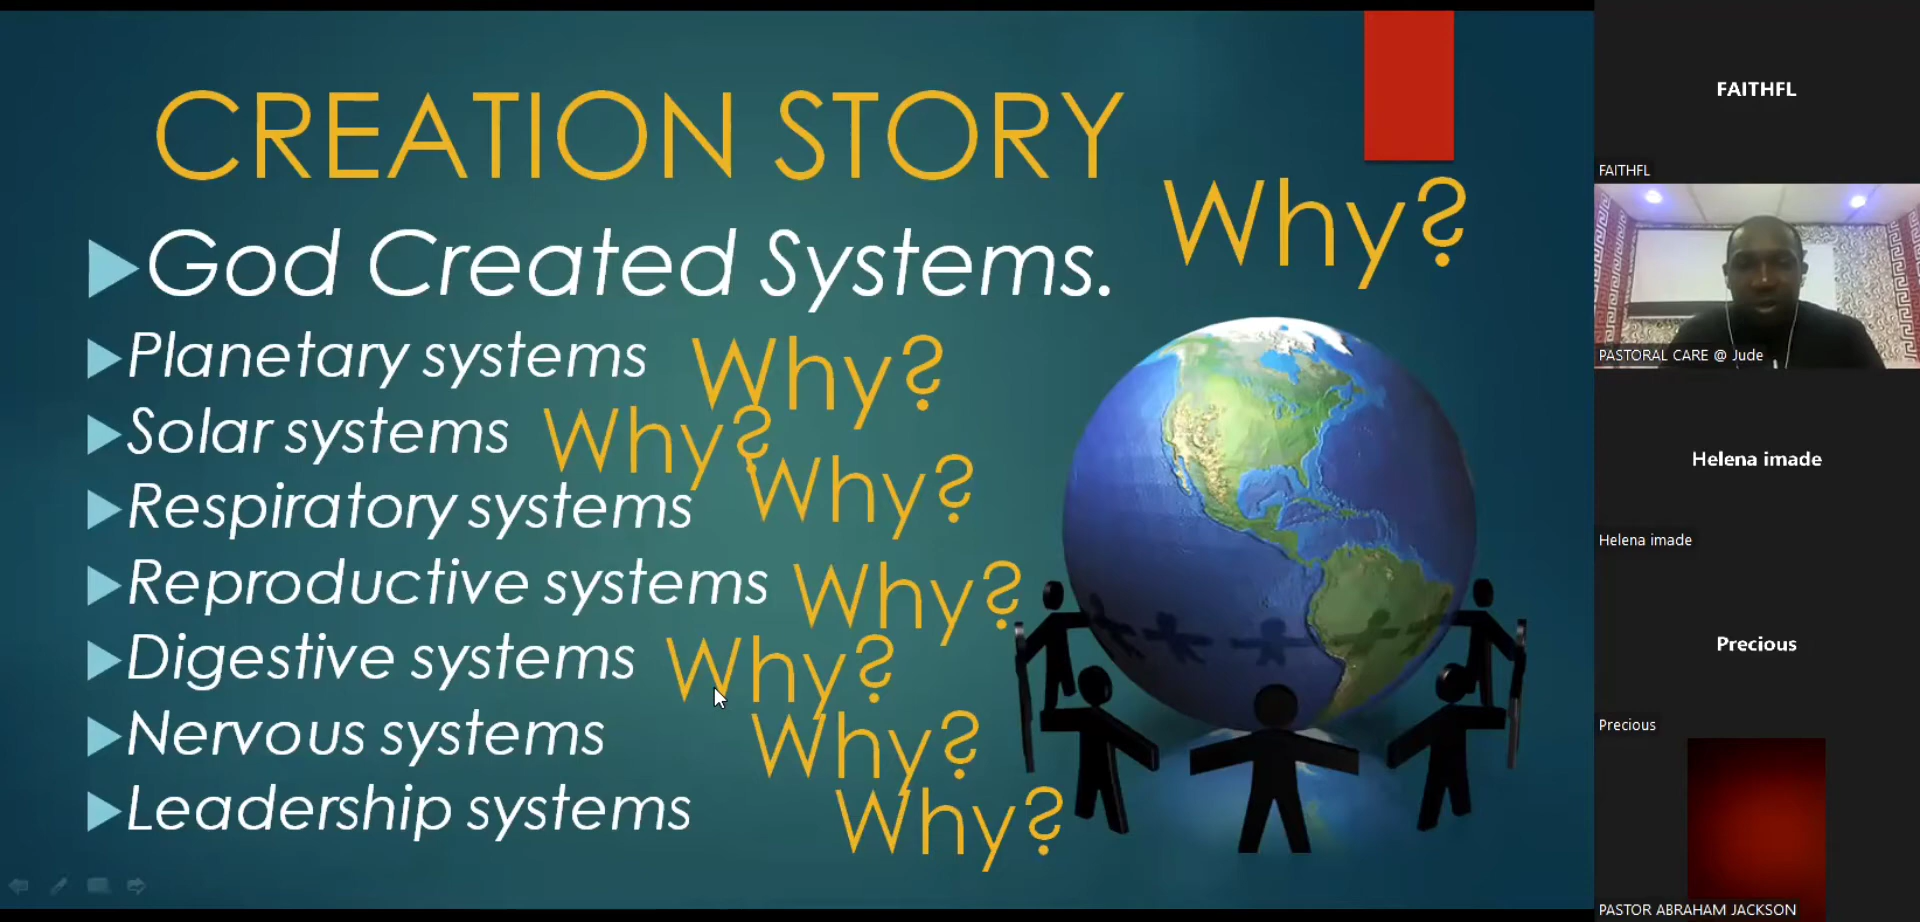 CREATION STORY
Why?
God Created Systems.
Planetary systems Why?
Solar systems Why?
Respiratory systems Why?
Reproductive systems Why?
Digestive systems Why?
Nervous systems Why?
Leadership systems Why?
FAITHFL
FAITHFL
PASTORAL CARE @ Jude
Helena imade
Helena imade
Precious
Precious
PASTOR ABRAHAM JACKSON